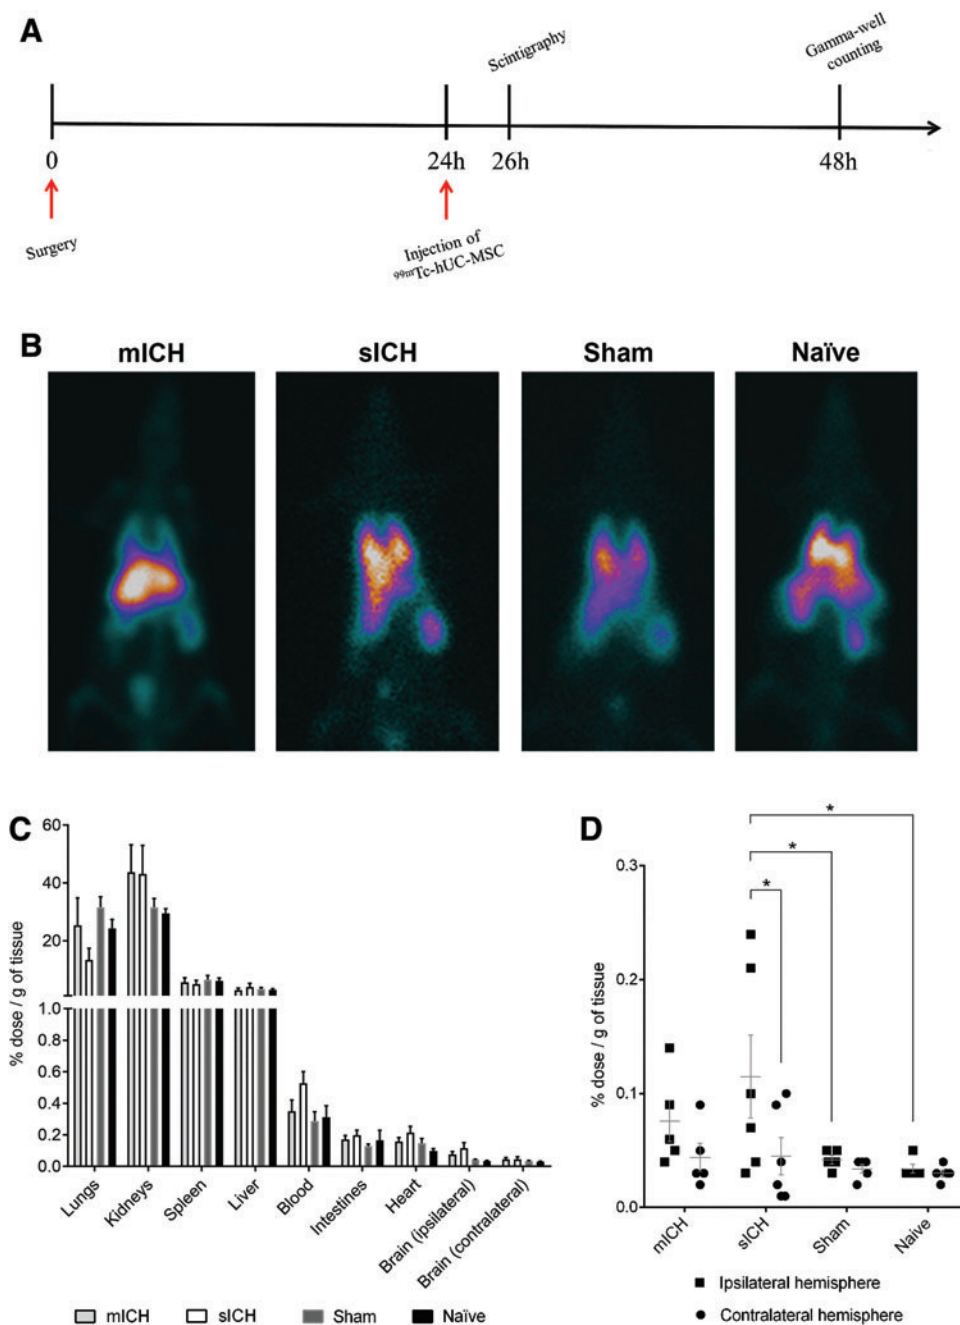 A
Scintigraphy
Gamma-well
counting
0
24h
26h
48h
Surgery
Injection of
99mTc-hUC-MSC
B
mICH
sICH
Sham
Naïve
C
% dose / g of tissue
60
40
20
1.0
0.8
0.6
0.4
0.2
0.0
Lungs
Kidneys
Spleen
Liver
Blood
Intestines
Heart
Brain (ipsilateral)
Brain (contralateral)
mICH
sICH
Sham
Naïve
D
% dose / g of tissue
0.3
0.2
0.1
0.0
*
*
*
mICH
sICH
Sham
Naive
Ipsilateral hemisphere
Contralateral hemisphere